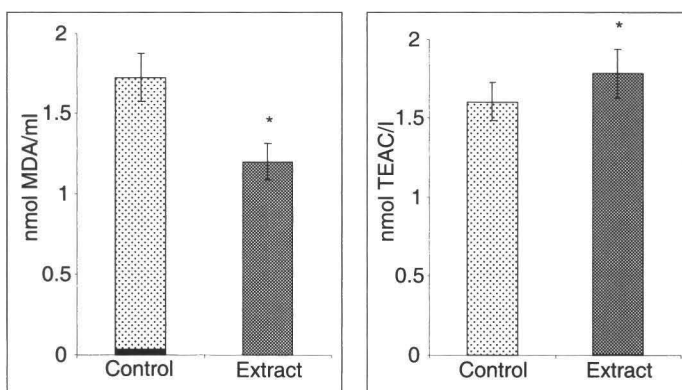 2
1.5
1
0.5
0
nmol MDA/ml
*
Control
Extract
2
1.5
1
0.5
0
nmol TEAC/l
*
Control
Extract